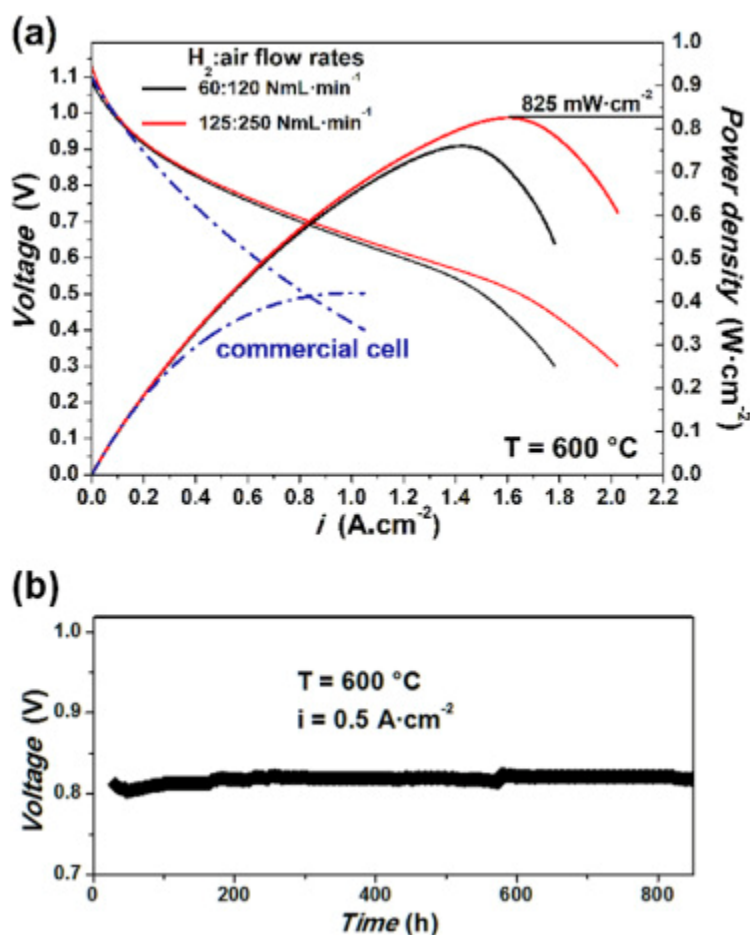 (a)
H₂:air flow rates
60:120 NmL·min⁻¹
125:250 NmL·min⁻¹
825 mW·cm⁻²
commercial cell
T = 600 °C
Voltage (V)
1.1
1.0
0.9
0.8
0.7
0.6
0.5
0.4
0.3
0.2
0.1
0.0
Power density (W·cm⁻²)
1.0
0.9
0.8
0.7
0.6
0.5
0.4
0.3
0.2
0.1
0.0
0.0 0.2 0.4 0.6 0.8 1.0 1.2 1.4 1.6 1.8 2.0 2.2
i (A.cm⁻²)
(b)
T = 600 °C
i = 0.5 A·cm⁻²
Voltage (V)
1.0
0.9
0.8
0.7
0 200 400 600 800
Time (h)